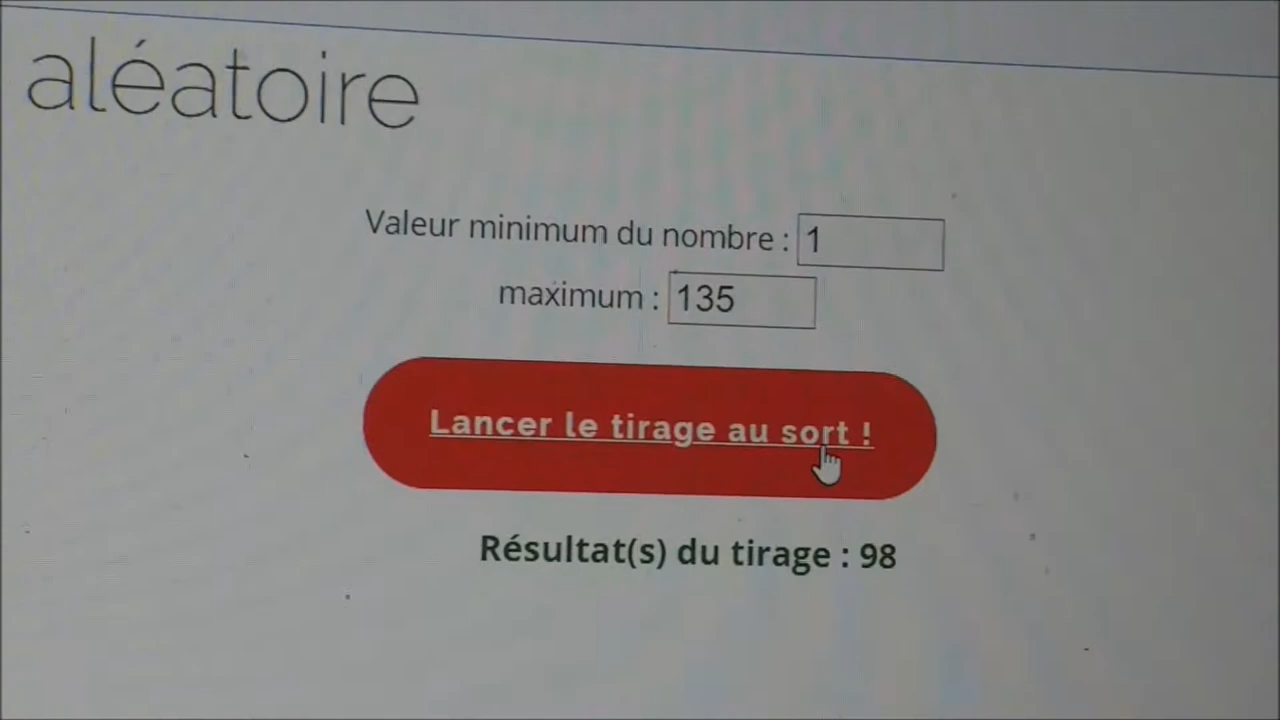 aléatoire
Valeur minimum du nombre : 1
maximum : 135
Lancer le tirage au sort !
Résultat(s) du tirage : 98